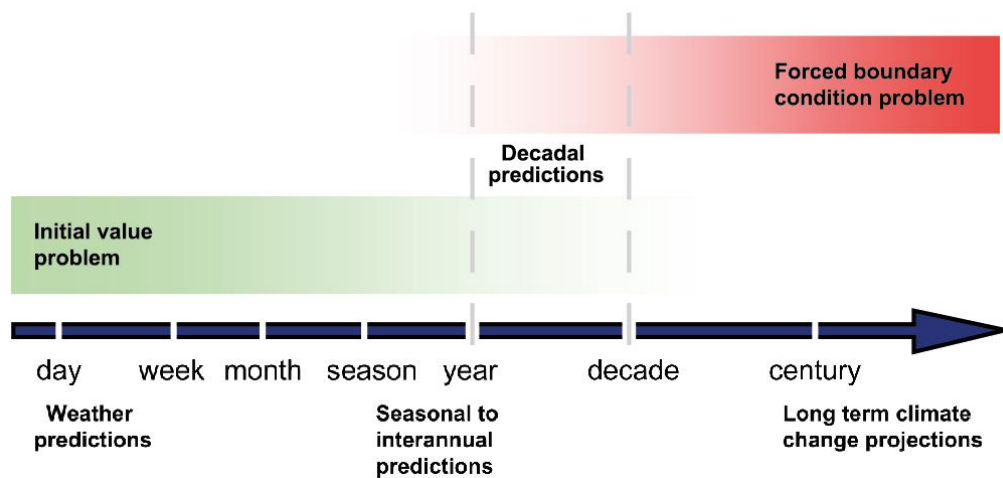 Forced boundary
condition problem
Decadal
predictions
Initial value
problem
day week month season year decade century
Weather
predictions
Seasonal to
interannual
predictions
Long term climate
change projections